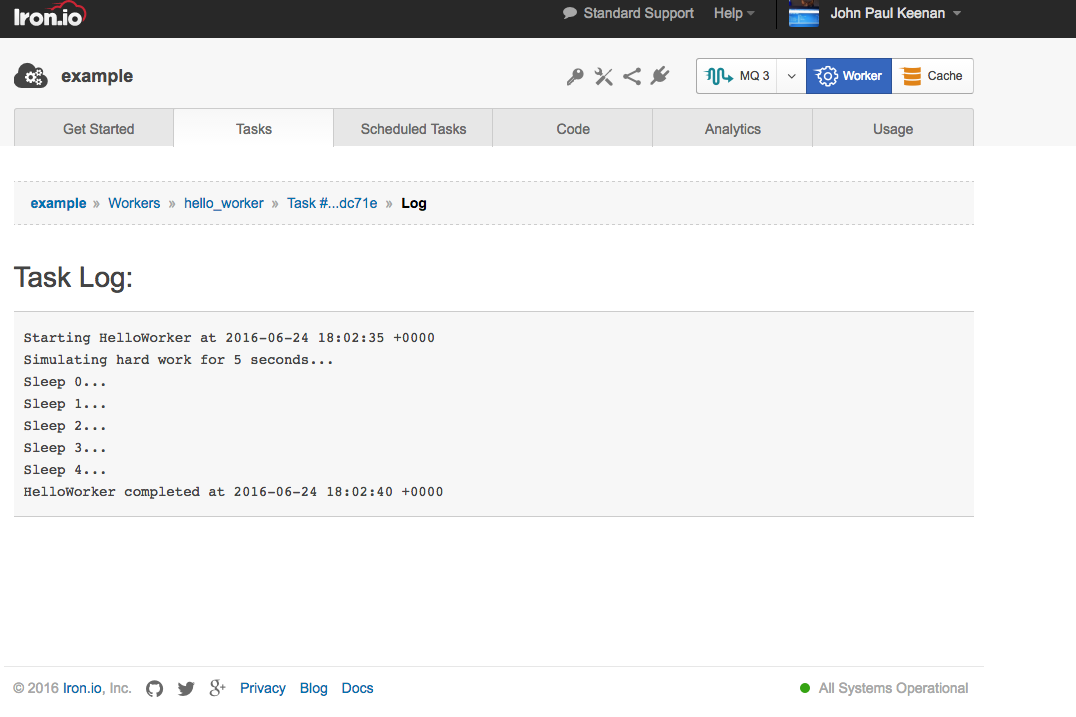 Iron.io Standard Support Help John Paul Keenan
example MQ 3 Worker Cache
Get Started Tasks Scheduled Tasks Code Analytics Usage
example » Workers » hello_worker » Task #...dc71e » Log
Task Log:
Starting HelloWorker at 2016-06-24 18:02:35 +0000
Simulating hard work for 5 seconds...
Sleep 0...
Sleep 1...
Sleep 2...
Sleep 3...
Sleep 4...
HelloWorker completed at 2016-06-24 18:02:40 +0000
© 2016 Iron.io, Inc. g+ Privacy Blog Docs All Systems Operational